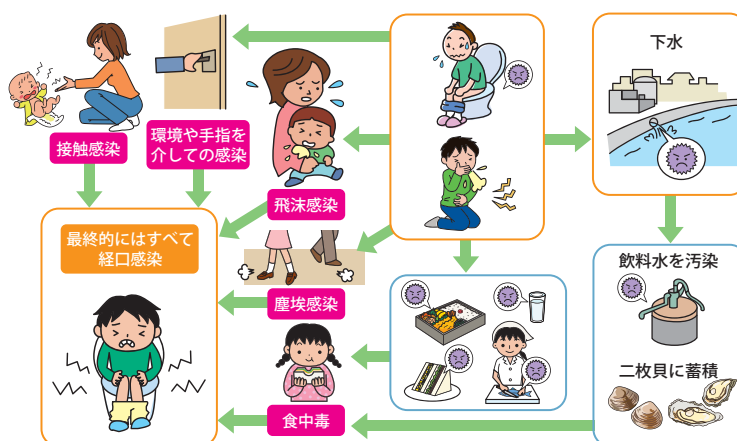 接触感染
環境や手指を
介しての感染
飛沫感染
最終的にはすべて
経口感染
塵埃感染
食中毒
下水
飲料水を汚染
二枚貝に蓄積